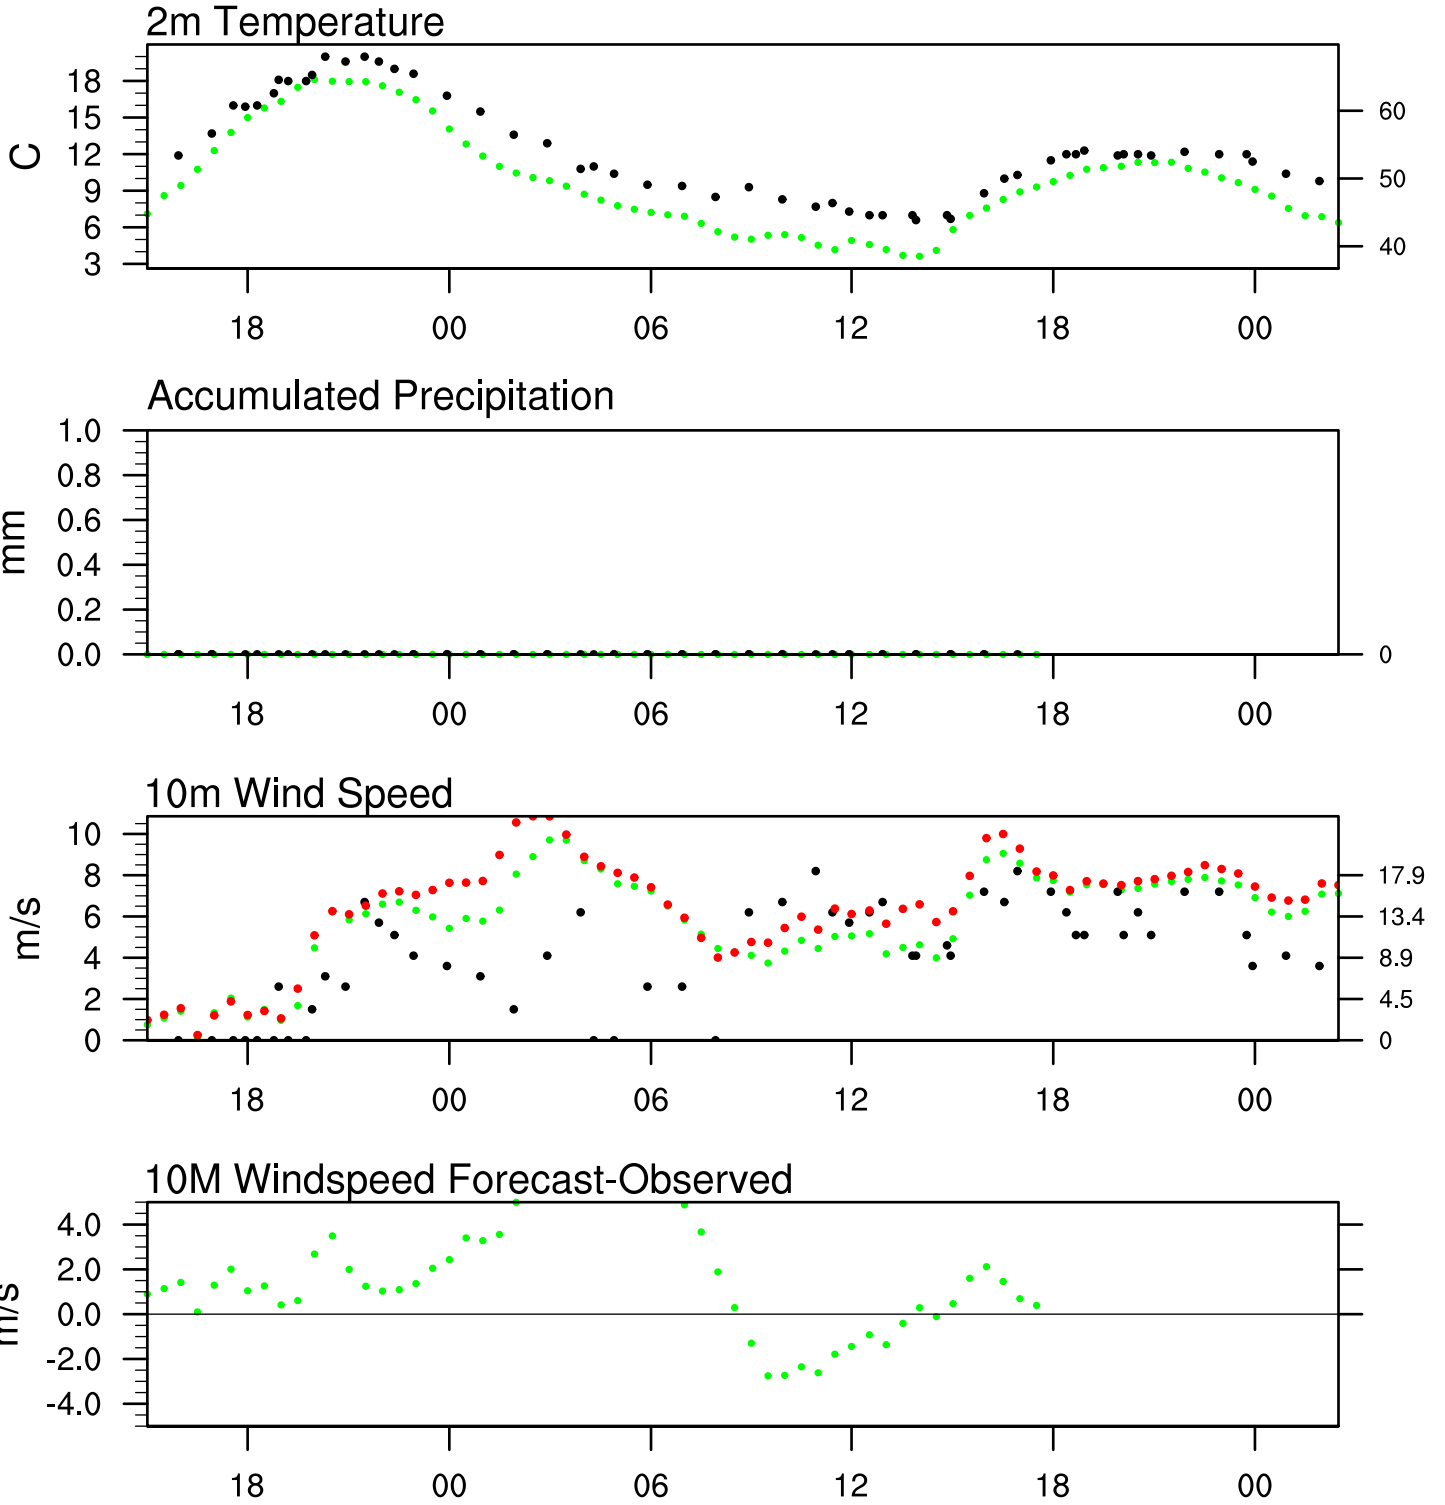 2m Temperature
C
18
15
12
9
6
3
60
50
40
18 00 06 12 18 00
Accumulated Precipitation
mm
1.0
0.8
0.6
0.4
0.2
0.0
0
18 00 06 12 18 00
10m Wind Speed
m/s
10
8
6
4
2
0
17.9
13.4
8.9
4.5
0
18 00 06 12 18 00
10M Windspeed Forecast-Observed
m/s
4.0
2.0
0.0
-2.0
-4.0
18 00 06 12 18 00